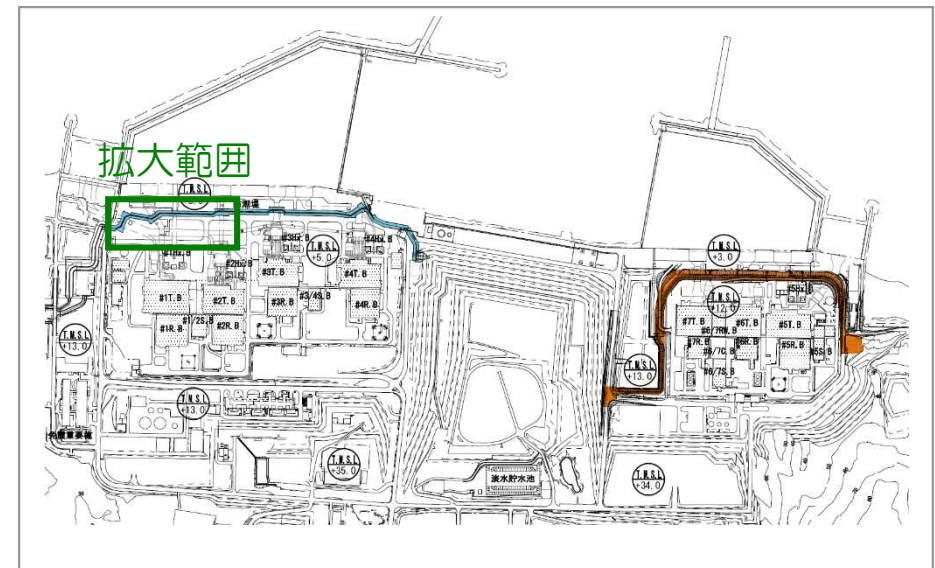 拡大範囲
T.M.S.L
T.M.S.L
+5.0
#1Hx.B
#2Hx.B
#3Hx.B
#4Hx.B
#1T.B
#2T.B
#3T.B
#4T.B
#1/2S.B
#3/4S.B
#1R.B
#2R.B
#3R.B
#4R.B
T.M.S.L
+13.0
T.M.S.L
+13.0
T.M.S.L
+35.0
淡水貯水池
T.M.S.L
+3.0
T.M.S.L
+12.0
#5Hx.B
#7T.B
#6T.B
#5T.B
#6/7RW.B
#7R.B
#6R.B
#5R.B
#6/7C.B
#5S.B
#6/7S.B
T.M.S.L
+13.0
T.M.S.L
+34.0